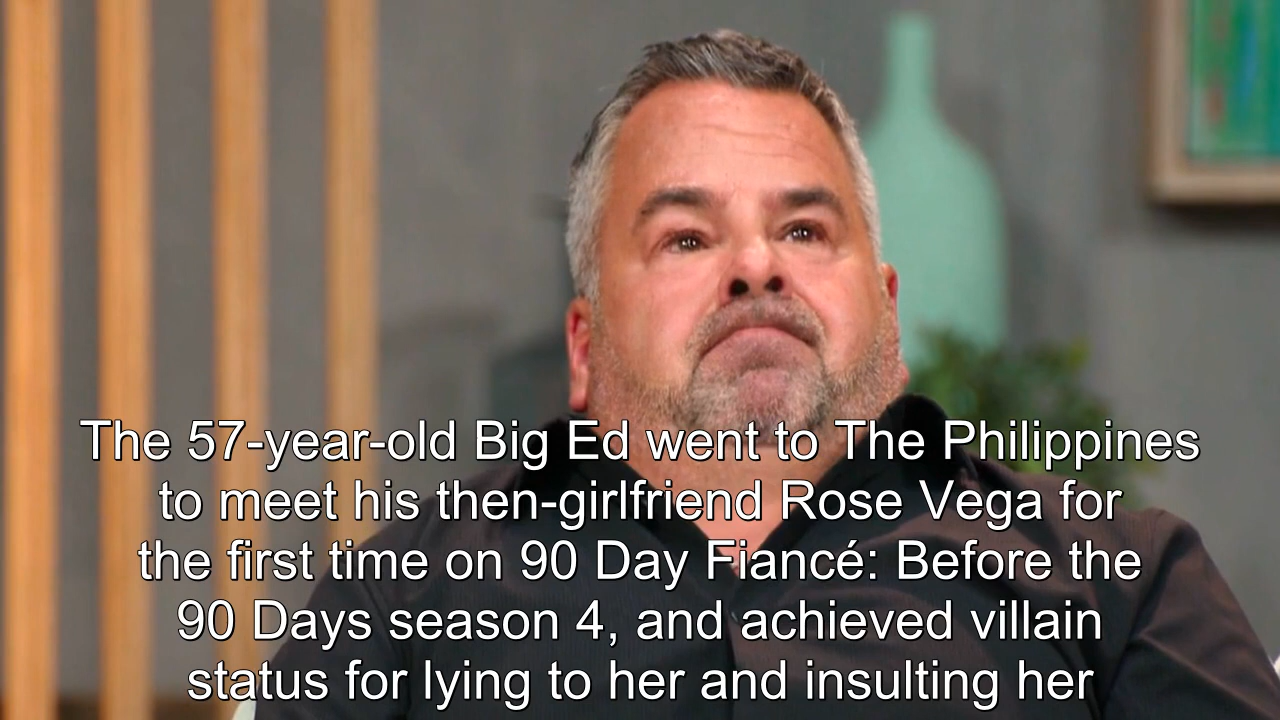 The 57-year-old Big Ed went to The Philippines
to meet his then-girlfriend Rose Vega for
the first time on 90 Day Fiancé: Before the
90 Days season 4, and achieved villain
status for lying to her and insulting her